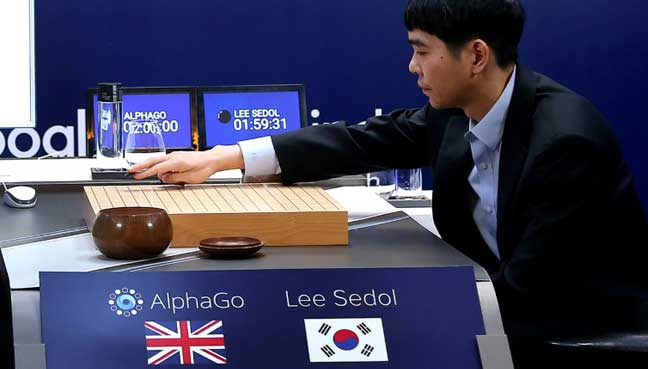 ALPHAGO
02:00:00
LEE SEDOL
01:59:31
AlphaGo
Lee Sedol